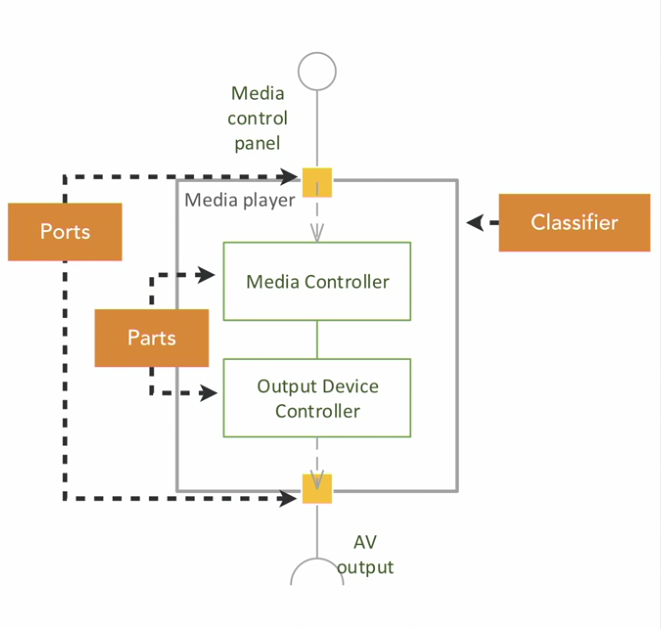 Media
control
panel
Media player
Ports
Classifier
Media Controller
Parts
Output Device
Controller
AV
output